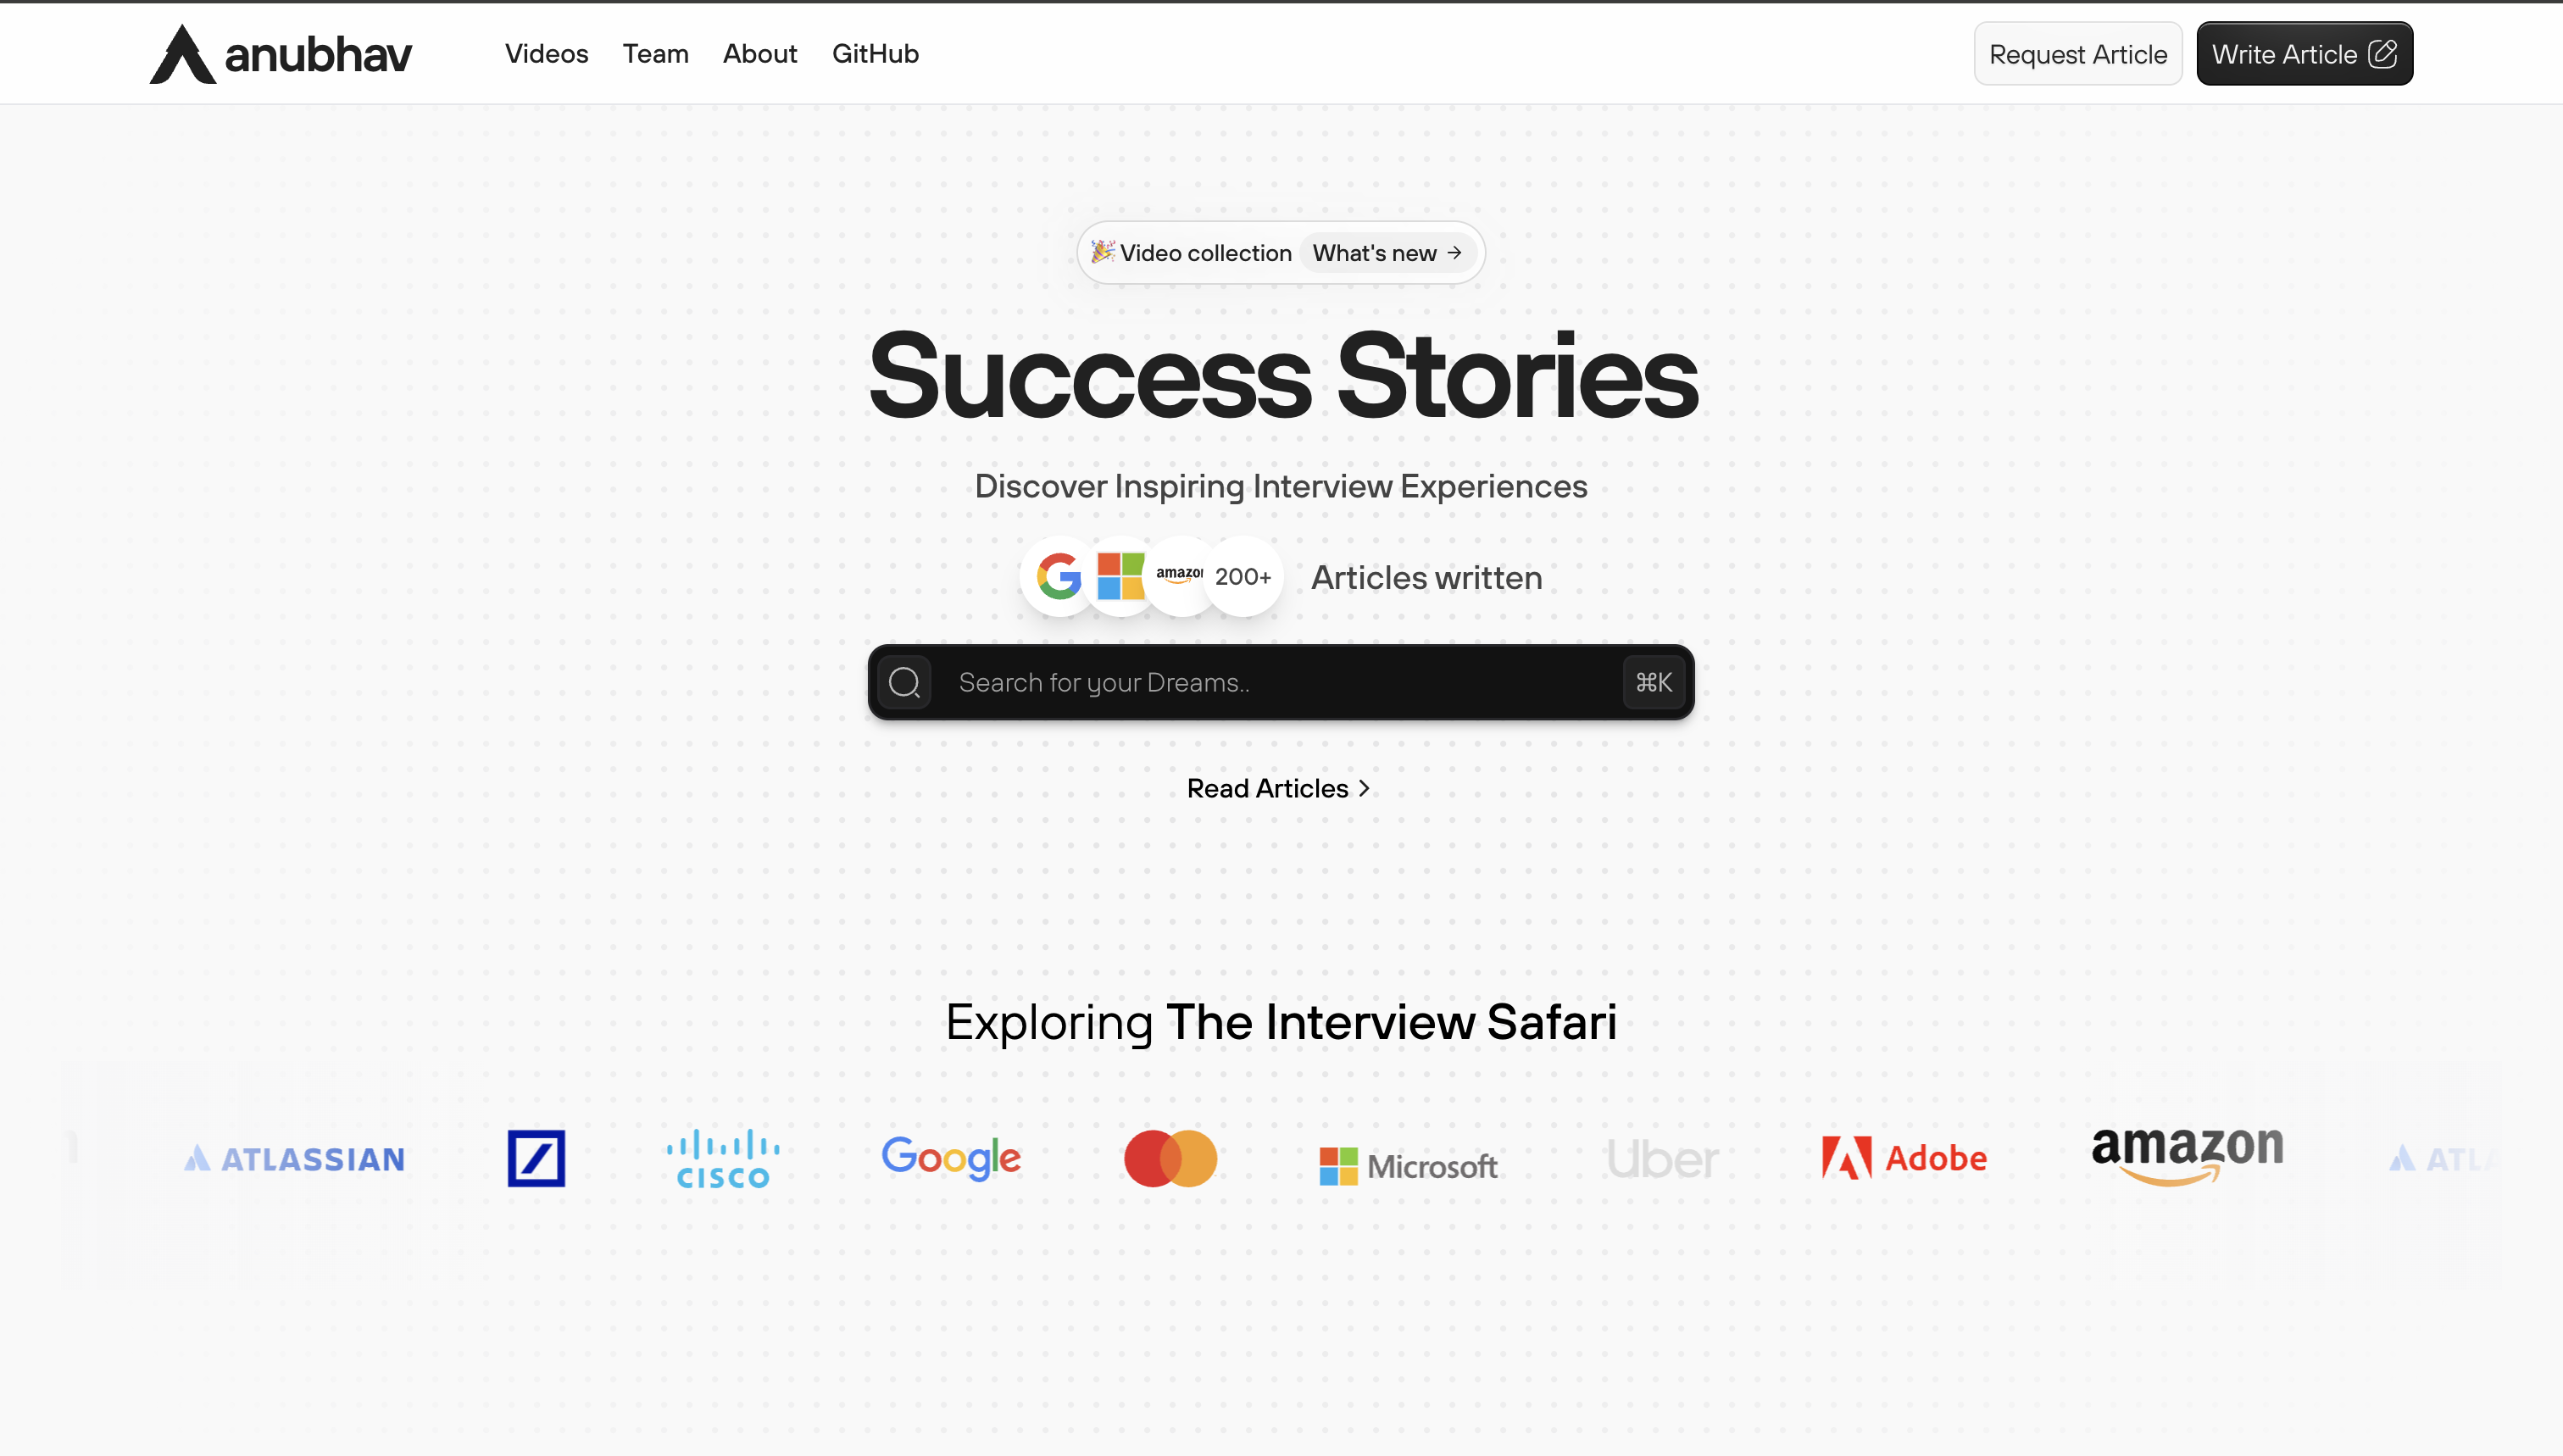 anubhav
Videos Team About GitHub
Request Article
Write Article
🎉 Video collection What's new →
Success Stories
Discover Inspiring Interview Experiences
amazon 200+ Articles written
Search for your Dreams.. ⌘K
Read Articles >
Exploring The Interview Safari
ATLASSIAN CISCO Google Microsoft Uber Adobe amazon ATLA